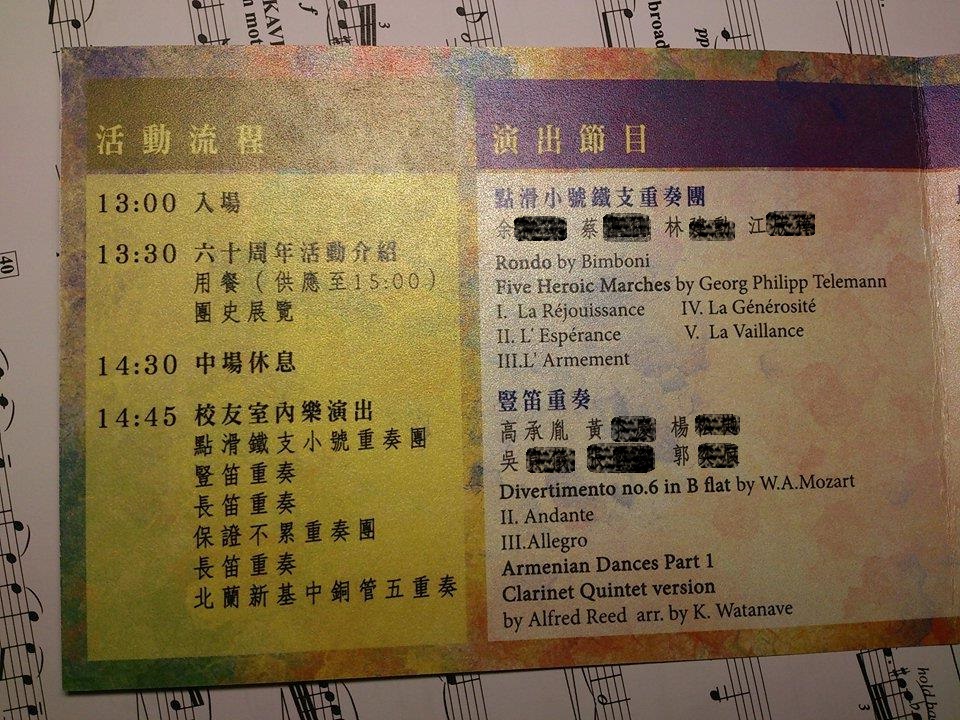 活動流程
13:00 入場
13:30 六十周年活動介紹
用餐（供應至15:00）
團史展覽
14:30 中場休息
14:45 校友室內樂演出
點滑鐵支小號重奏團
豎笛重奏
長笛重奏
保證不累重奏團
長笛重奏
北蘭新基中銅管五重奏
演出節目
點滑小號鐵支重奏團
余 蔡 林 江
Rondo by Bimboni
Five Heroic Marches by Georg Philipp Telemann
I. La Réjouissance IV. La Générosité
II. L' Espérance V. La Vaillance
III.L' Armement
豎笛重奏
高承胤 黃 楊
吳 郭
Divertimento no.6 in B flat by W.A.Mozart
II. Andante
III.Allegro
Armenian Dances Part 1
Clarinet Quintet version
by Alfred Reed arr. by K. Watanave
40
f
3
broad
pp
3